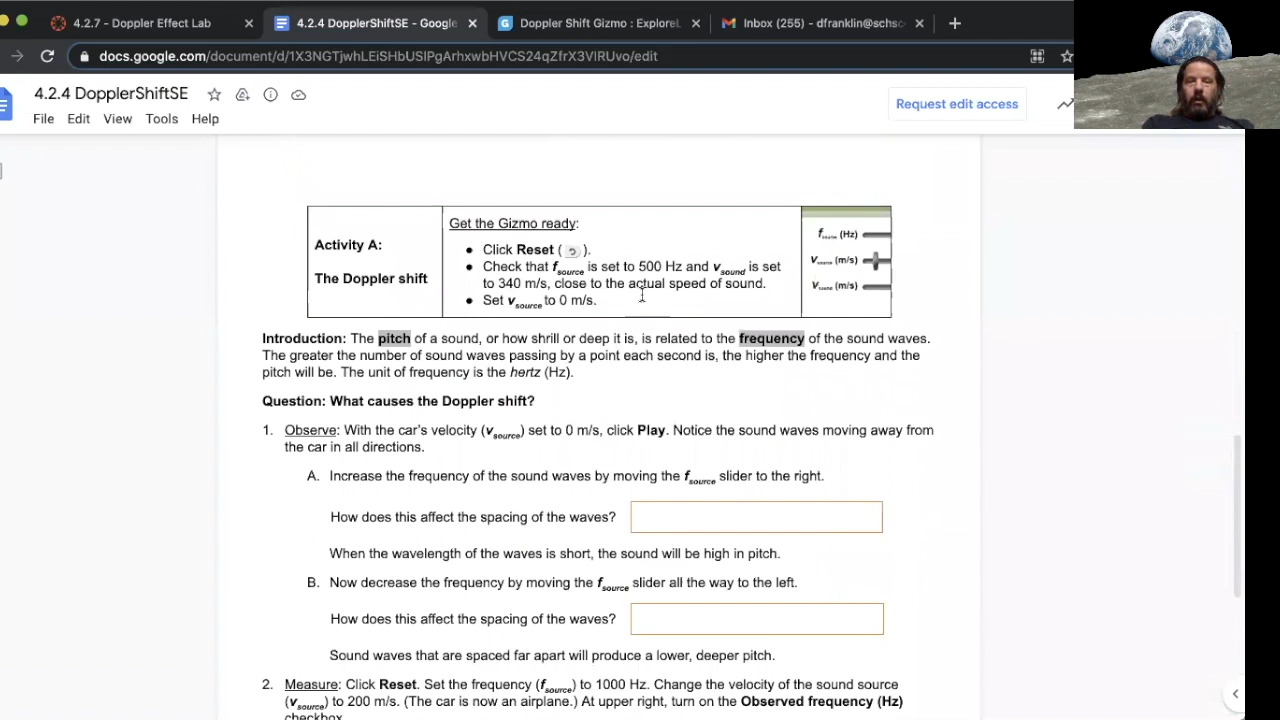 4.2.7 - Doppler Effect Lab
4.2.4 DopplerShiftSE - Google
Doppler Shift Gizmo : ExploreL
Inbox (255) - dfranklin@schsc
docs.google.com/document/d/1X3NGTjwhLEiSHbUSlPgArhxwbHVCS24qZfrX3VlRUvo/edit
4.2.4 DopplerShiftSE
Request edit access
File Edit View Tools Help
Activity A:
The Doppler shift
Get the Gizmo ready:
• Click Reset ( ).
• Check that fsource is set to 500 Hz and vsound is set
to 340 m/s, close to the actual speed of sound.
• Set vsource to 0 m/s.
fsource (Hz)
vsource (m/s)
vsound (m/s)
Introduction: The pitch of a sound, or how shrill or deep it is, is related to the frequency of the sound waves.
The greater the number of sound waves passing by a point each second is, the higher the frequency and the
pitch will be. The unit of frequency is the hertz (Hz).
Question: What causes the Doppler shift?
1. Observe: With the car's velocity (vsource) set to 0 m/s, click Play. Notice the sound waves moving away from
the car in all directions.
A. Increase the frequency of the sound waves by moving the fsource slider to the right.
How does this affect the spacing of the waves?
When the wavelength of the waves is short, the sound will be high in pitch.
B. Now decrease the frequency by moving the fsource slider all the way to the left.
How does this affect the spacing of the waves?
Sound waves that are spaced far apart will produce a lower, deeper pitch.
2. Measure: Click Reset. Set the frequency (fsource) to 1000 Hz. Change the velocity of the sound source
(vsource) to 200 m/s. (The car is now an airplane.) At upper right, turn on the Observed frequency (Hz)
checkbox